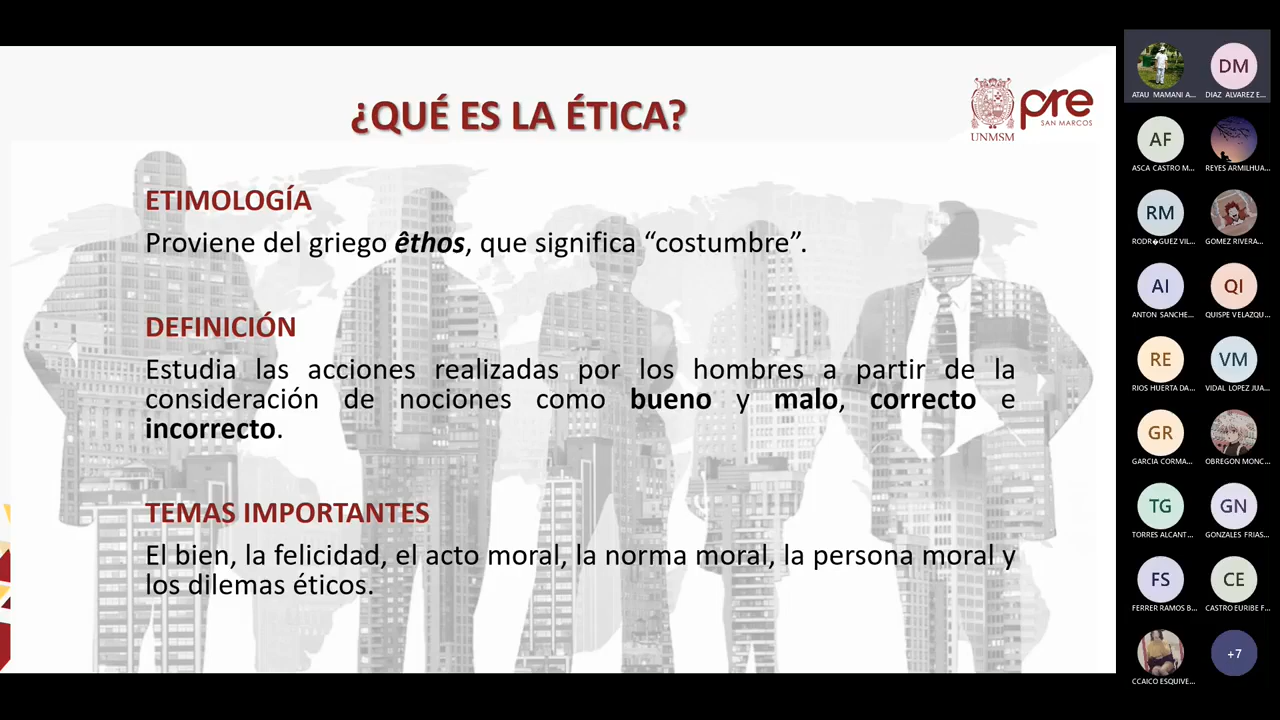 ¿QUÉ ES LA ÉTICA?
UNMSM
pre
SAN MARCOS
ETIMOLOGÍA
Proviene del griego êthos, que significa “costumbre”.
DEFINICIÓN
Estudia las acciones realizadas por los hombres a partir de la
consideración de nociones como bueno y malo, correcto e
incorrecto.
TEMAS IMPORTANTES
El bien, la felicidad, el acto moral, la norma moral, la persona moral y
los dilemas éticos.
ATAU MAMANI A...
DM
DIAZ ALVAREZ E...
AF
ASCA CASTRO M...
REYES ARMILHUA...
RM
RODR�GUEZ VIL...
GOMEZ RIVERA...
AI
ANTON SANCHE...
QI
QUISPE VELAZQU...
RE
RIOS HUERTA DA...
VM
VIDAL LOPEZ JUA...
GR
GARCIA CORMA...
OBREGON MONC...
TG
TORRES ALCANT...
GN
GONZALES FRIAS...
FS
FERRER RAMOS B...
CE
CASTRO EURIBE F...
CCAICO ESQUIVE...
+7